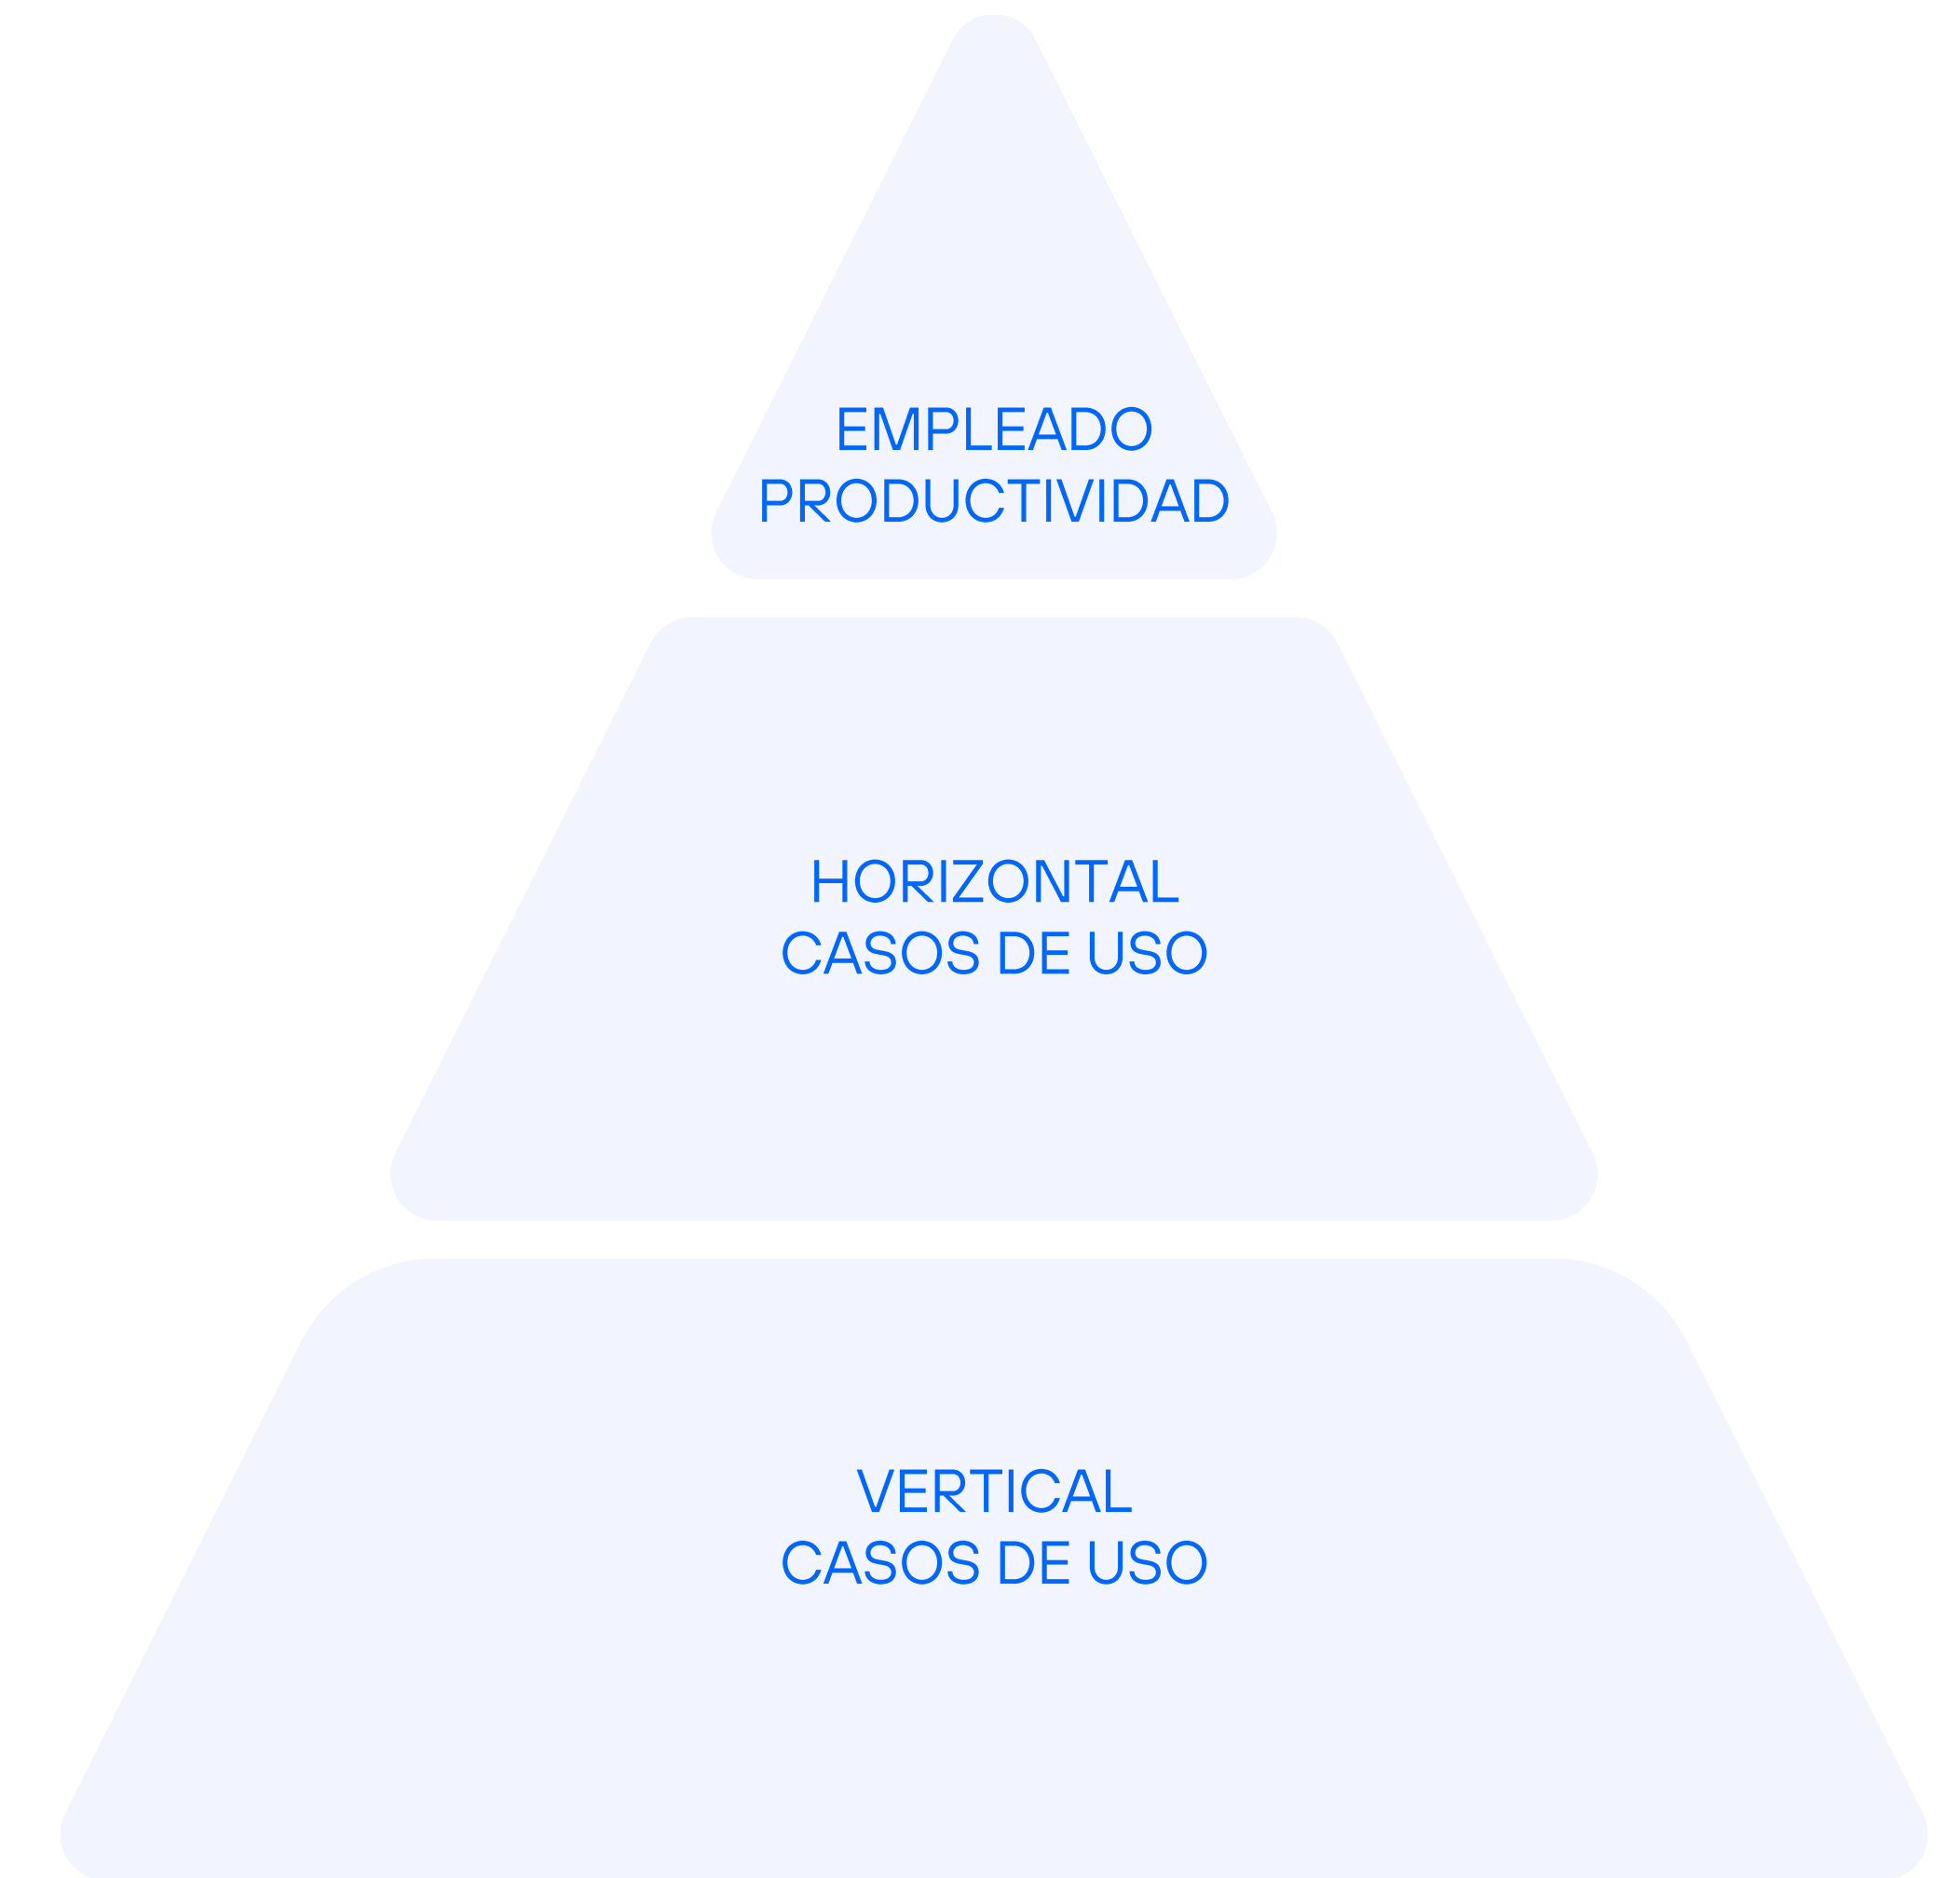 EMPLEADO
PRODUCTIVIDAD
HORIZONTAL
CASOS DE USO
VERTICAL
CASOS DE USO